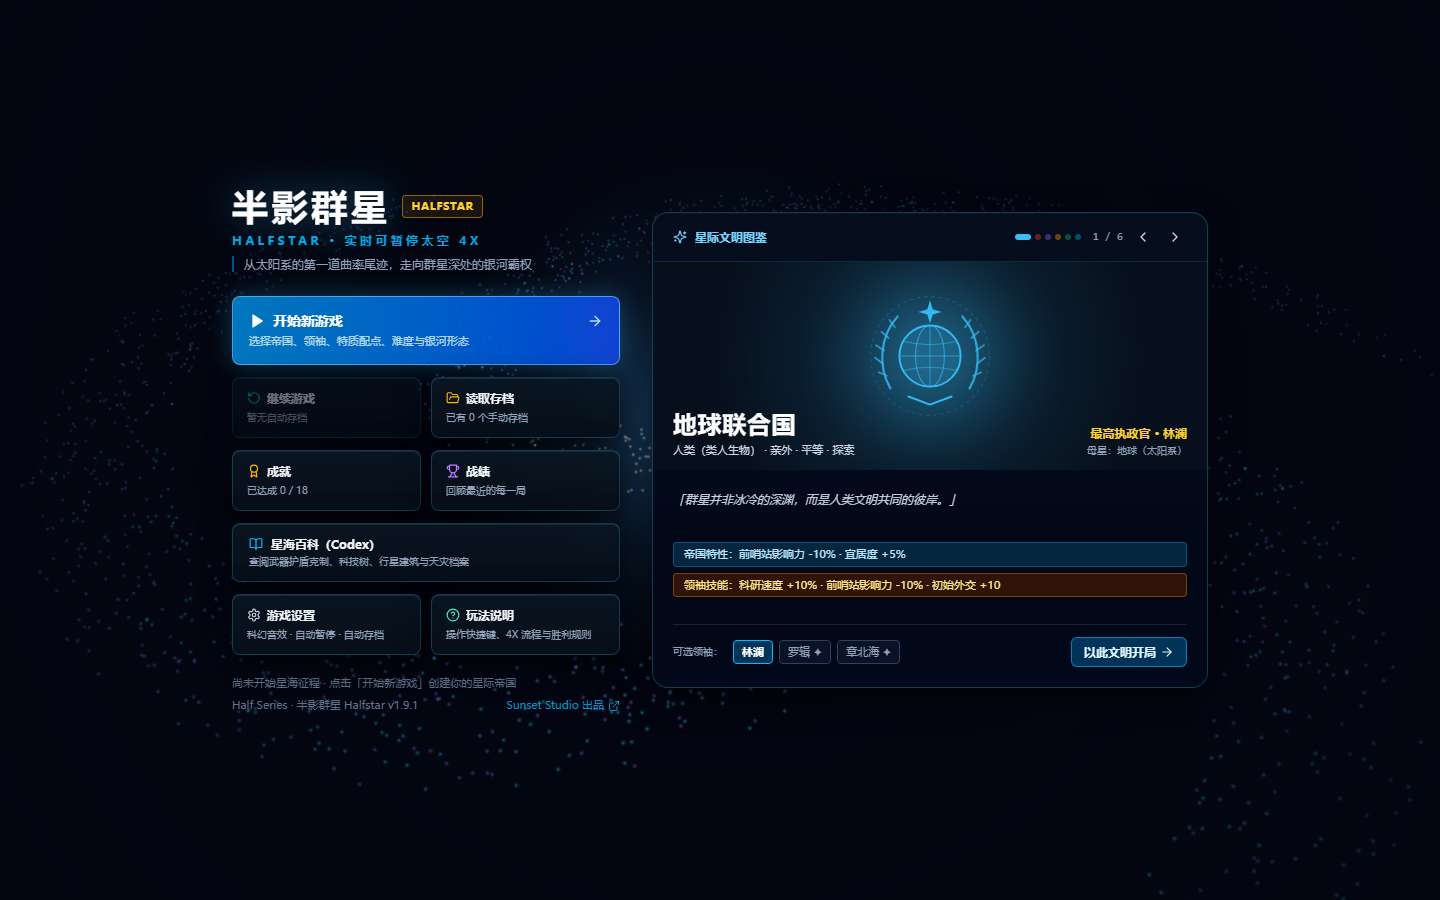 半影群星 HALFSTAR
HALFSTAR • 实时可暂停太空 4X
从太阳系的第一道曲率尾迹，走向群星深处的银河霸权
开始新游戏
选择帝国、领袖、特质配点、难度与银河形态
继续游戏
暂无自动存档
读取存档
已有 0 个手动存档
成就
已达成 0 / 18
战绩
回顾最近的每一局
星海百科（Codex）
查阅武器护盾克制、科技树、行星建筑与天灾档案
游戏设置
科幻音效 · 自动暂停 · 自动存档
玩法说明
操作快捷键、4X 流程与胜利规则
尚未开始星海征程 · 点击「开始新游戏」创建你的星际帝国
Half Series · 半影群星 Halfstar v1.9.1
Sunset Studio 出品
星际文明图鉴
1 / 6
地球联合国
人类（类人生物） · 亲外 · 平等 · 探索
最高执政官 • 林澜
母星：地球（太阳系）
「群星并非冰冷的深渊，而是人类文明共同的彼岸。」
帝国特性：前哨站影响力 -10% · 宜居度 +5%
领袖技能：科研速度 +10% · 前哨站影响力 -10% · 初始外交 +10
可选领袖： 林澜 罗辑 ✦ 章北海 ✦
以此文明开局